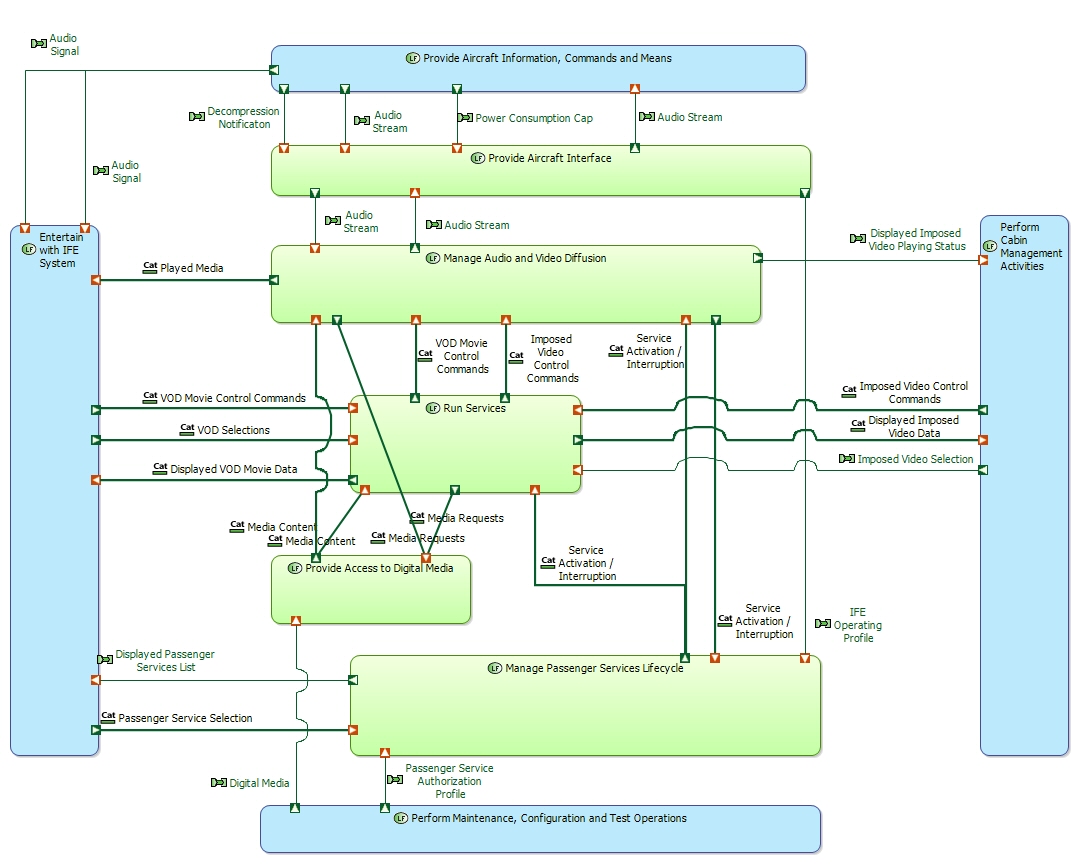 Audio
Signal
LF Provide Aircraft Information, Commands and Means
Decompression
Notificaton
Audio
Stream
Power Consumption Cap
Audio Stream
LF Provide Aircraft Interface
Audio
Signal
Audio
Stream
Audio Stream
Displayed Imposed
Video Playing Status
LF Entertain
with IFE
System
LF Perform
Cabin
Management
Activities
Cat Played Media
LF Manage Audio and Video Diffusion
Cat VOD Movie
Control
Commands
Cat Imposed
Video
Control
Commands
Cat Service
Activation /
Interruption
Cat VOD Movie Control Commands
LF Run Services
Cat Imposed Video Control
Commands
Cat VOD Selections
Cat Displayed Imposed
Video Data
Cat Displayed VOD Movie Data
Imposed Video Selection
Cat Media Content
Cat Media Content
Cat Media Requests
Cat Media Requests
LF Provide Access to Digital Media
Cat Service
Activation /
Interruption
Cat Service
Activation /
Interruption
IFE
Operating
Profile
Displayed Passenger
Services List
LF Manage Passenger Services Lifecycle
Cat Passenger Service Selection
Digital Media
Passenger Service
Authorization
Profile
LF Perform Maintenance, Configuration and Test Operations